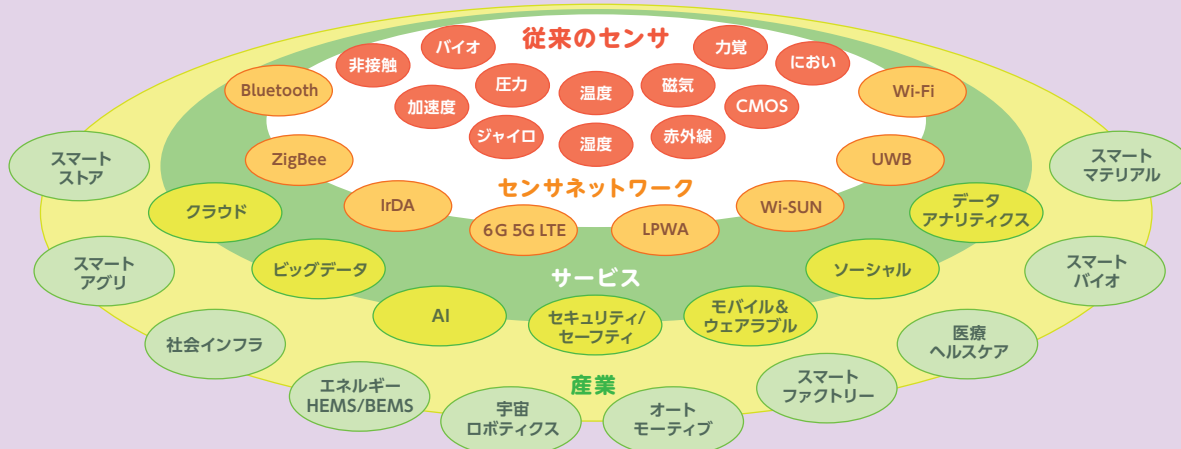 従来のセンサ
バイオ
力覚
非接触
におい
圧力
温度
磁気
加速度
CMOS
ジャイロ
湿度
赤外線
Bluetooth
Wi-Fi
ZigBee
UWB
センサネットワーク
IrDA
Wi-SUN
6G 5G LTE
LPWA
クラウド
データ
アナリティクス
ビッグデータ
サービス
ソーシャル
AI
セキュリティ/
セーフティ
モバイル&
ウェアラブル
スマート
ストア
スマート
マテリアル
スマート
アグリ
スマート
バイオ
社会インフラ
医療
ヘルスケア
産業
エネルギー
HEMS/BEMS
スマート
ファクトリー
宇宙
ロボティクス
オート
モーティブ